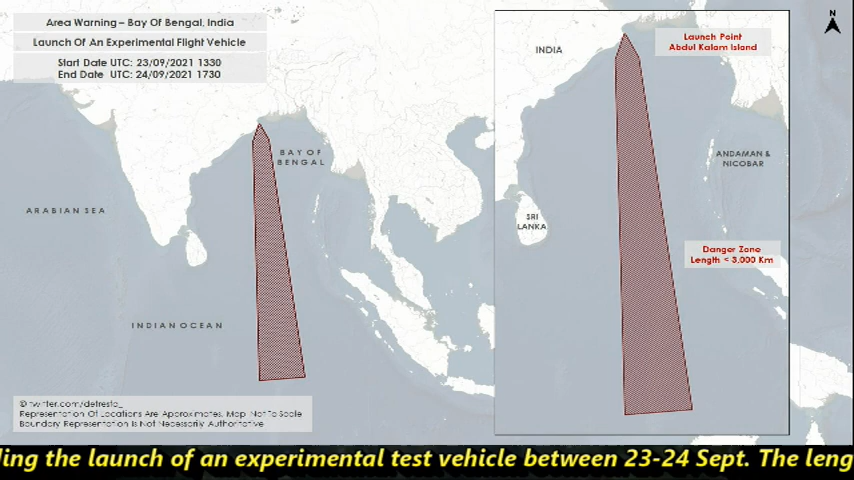 Area Warning – Bay Of Bengal, India
Launch Of An Experimental Flight Vehicle
Start Date UTC: 23/09/2021 1330
End Date UTC: 24/09/2021 1730
BAY OF
BENGAL
ARABIAN SEA
INDIAN OCEAN
© twitter.com/detresfa_
Representation Of Locations Are Approximates, Map Not To Scale
Boundary Representation Is Not Necessarily Authoritative
N
INDIA
Launch Point
Abdul Kalam Island
ANDAMAN &
NICOBAR
SRI
LANKA
Danger Zone
Length < 3,000 Km
ding the launch of an experimental test vehicle between 23-24 Sept. The leng